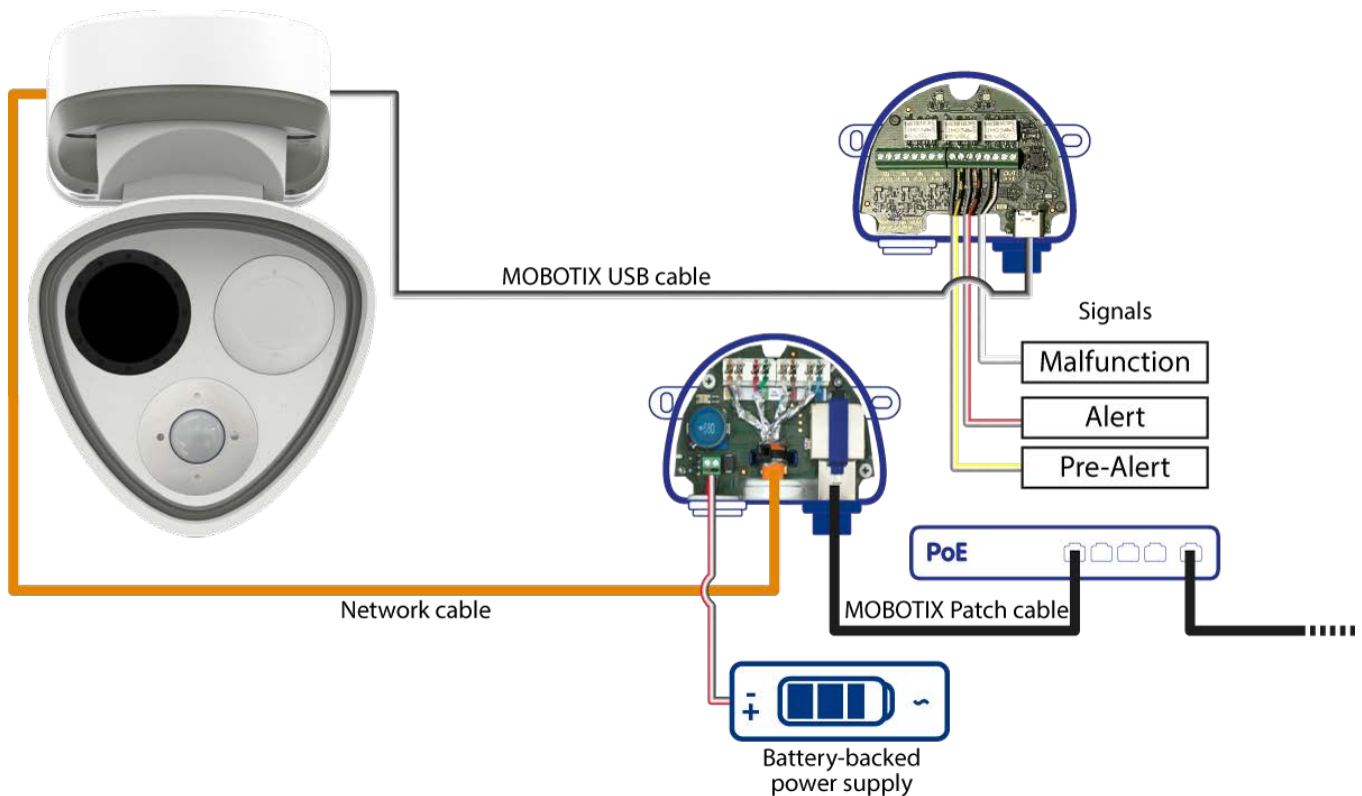 MOBOTIX USB cable
Signals
Malfunction
Alert
Pre-Alert
PoE
Network cable
MOBOTIX Patch cable
-
+
~
Battery-backed
power supply